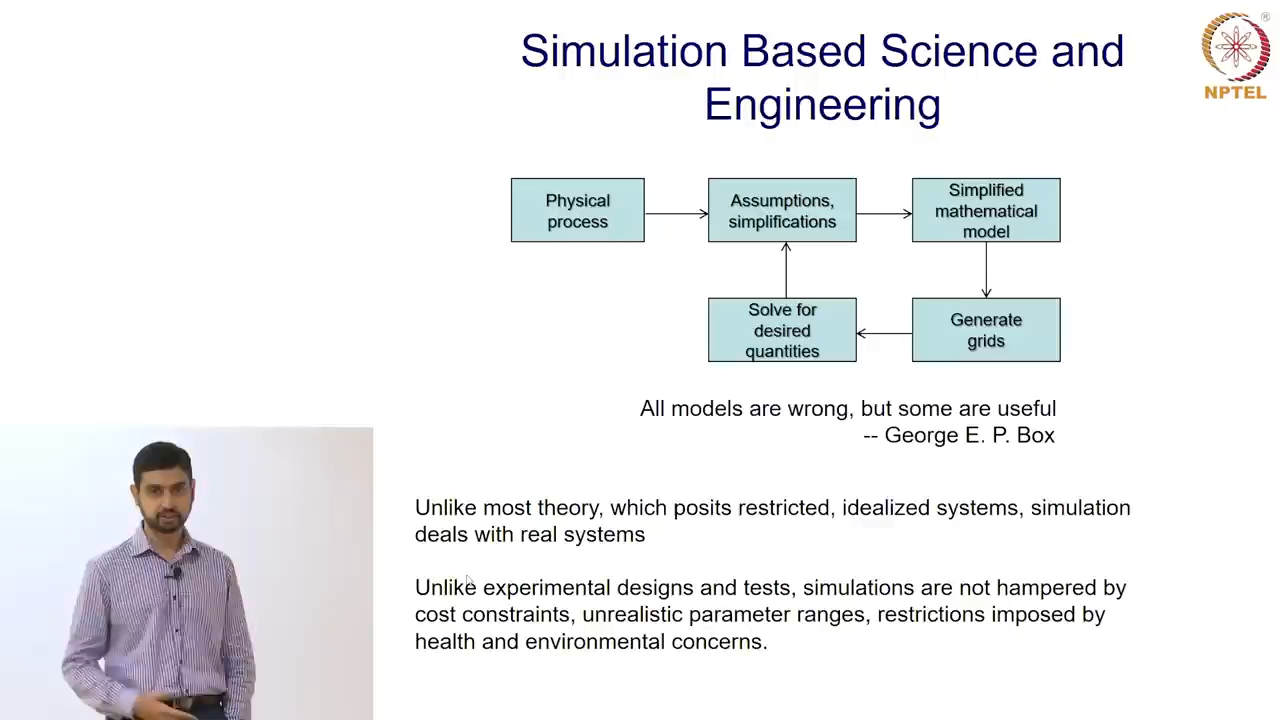 Simulation Based Science and
Engineering
®
NPTEL
Physical
process
Assumptions,
simplifications
Simplified
mathematical
model
Solve for
desired
quantities
Generate
grids
All models are wrong, but some are useful
-- George E. P. Box
Unlike most theory, which posits restricted, idealized systems, simulation
deals with real systems
Unlike experimental designs and tests, simulations are not hampered by
cost constraints, unrealistic parameter ranges, restrictions imposed by
health and environmental concerns.